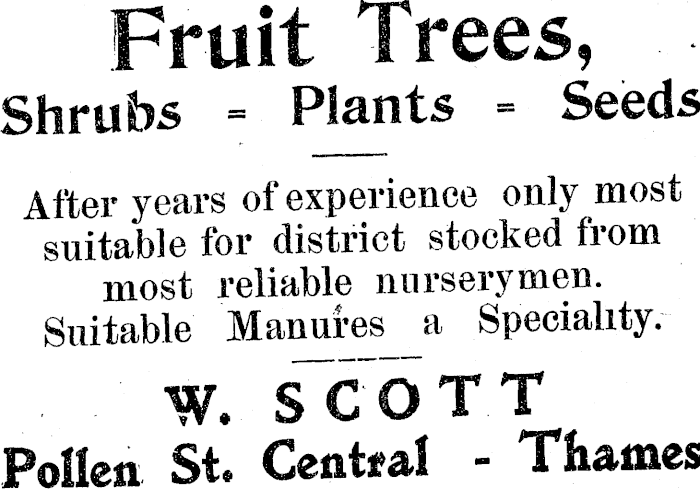 Fruit Trees,
Shrubs = Plants = Seeds
After years of experience only most
suitable for district stocked from
most reliable nurserymen.
Suitable Manures a Speciality.
W. SCOTT
Pollen St. Central - Thames